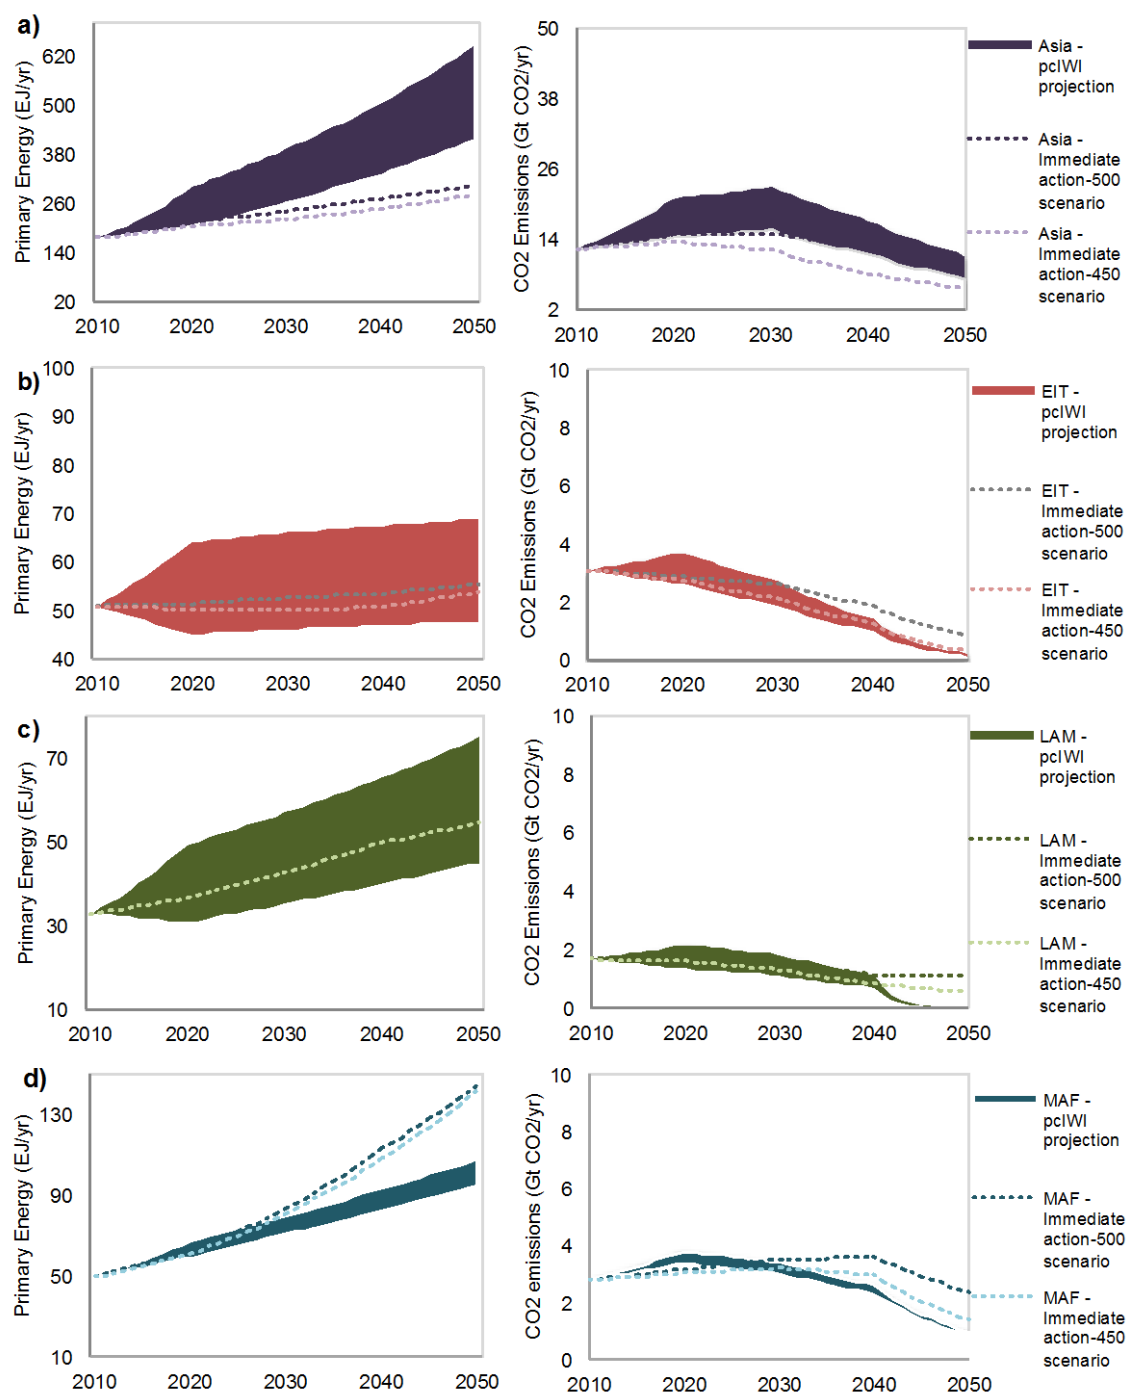 a)
Primary Energy (EJ/yr)
620
500
380
260
140
20
2010 2020 2030 2040 2050
CO2 Emissions (Gt CO2/yr)
50
38
26
14
2
2010 2020 2030 2040 2050
Asia -
pcIWI
projection
Asia -
Immediate
action-500
scenario
Asia -
Immediate
action-450
scenario
b)
Primary Energy (EJ/yr)
100
90
80
70
60
50
40
2010 2020 2030 2040 2050
CO2 Emissions (Gt CO2/yr)
10
8
6
4
2
0
2010 2020 2030 2040 2050
EIT -
pcIWI
projection
EIT -
Immediate
action-500
scenario
EIT -
Immediate
action-450
scenario
c)
Primary Energy (EJ/yr)
70
50
30
10
2010 2020 2030 2040 2050
CO2 Emissions (Gt CO2/yr)
10
8
6
4
2
0
2010 2020 2030 2040 2050
LAM -
pcIWI
projection
LAM -
Immediate
action-500
scenario
LAM -
Immediate
action-450
scenario
d)
Primary Energy (EJ/yr)
130
90
50
10
2010 2020 2030 2040 2050
CO2 emissions (Gt CO2/yr)
10
8
6
4
2
0
2010 2020 2030 2040 2050
MAF -
pcIWI
projection
MAF -
Immediate
action-500
scenario
MAF -
Immediate
action-450
scenario